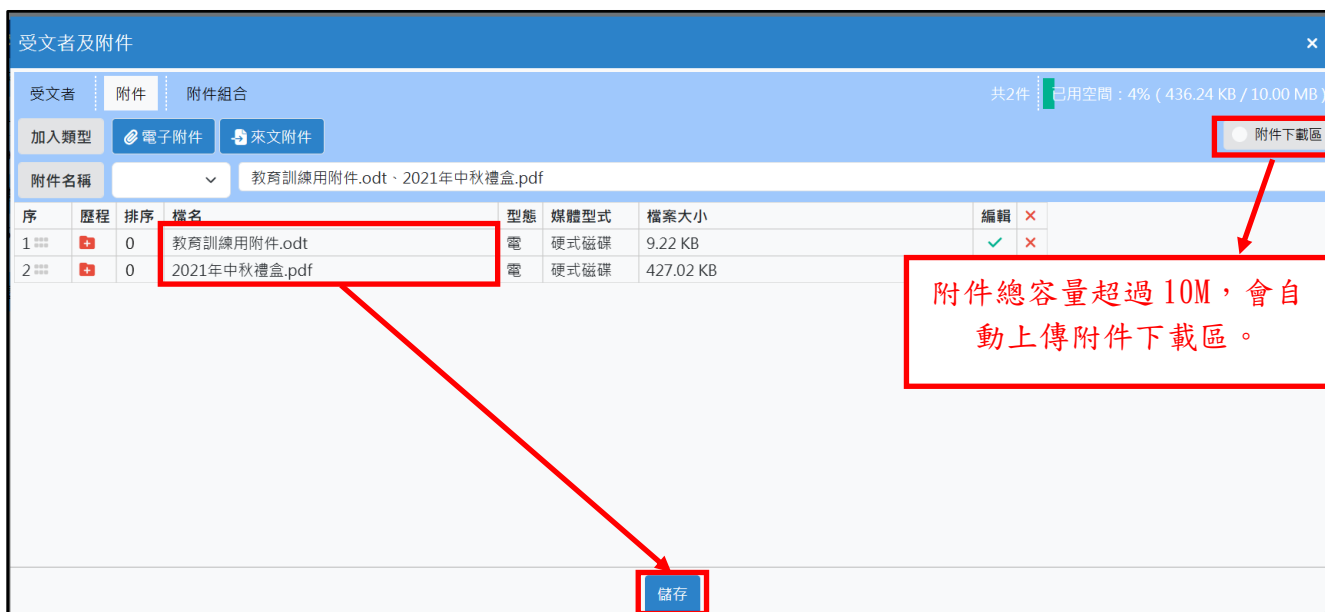 受文者及附件 ×
受文者 附件 附件組合 共2件 已用空間：4% ( 436.24 KB / 10.00 MB )
加入類型 電子附件 來文附件 附件下載區
附件名稱 教育訓練用附件.odt、2021年中秋禮盒.pdf
序 歷程 排序 檔名 型態 媒體型式 檔案大小 編輯 ×
1 0 教育訓練用附件.odt 電 硬式磁碟 9.22 KB ✓ ×
2 0 2021年中秋禮盒.pdf 電 硬式磁碟 427.02 KB
附件總容量超過 10M，會自
動上傳附件下載區。
儲存